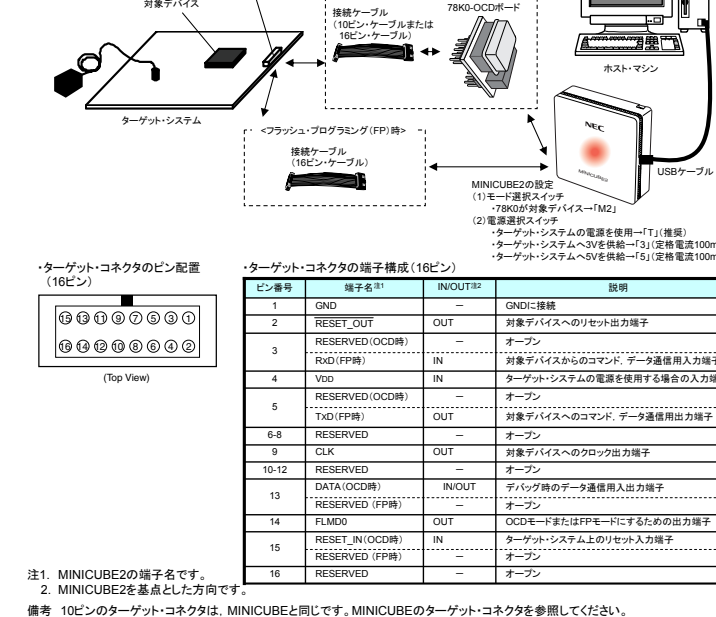 対象デバイス
接続ケーブル
(10ピン・ケーブルまたは
16ピン・ケーブル)
78K0-OCDボード
ホスト・マシン
ターゲット・システム
<フラッシュ・プログラミング(FP)時>
接続ケーブル
(16ピン・ケーブル)
NEC
MINICUBE2
USBケーブル
MINICUBE2の設定
(1)モード選択スイッチ
・78K0が対象デバイス→「M2」
(2)電源選択スイッチ
・ターゲット・システムの電源を使用→「T」(推奨)
・ターゲット・システムへ3Vを供給→「3」(定格電流100m
・ターゲット・システムへ5Vを供給→「5」(定格電流100m
・ターゲット・コネクタのピン配置
(16ピン)
⑮ ⑬ ⑪ ⑨ ⑦ ⑤ ③ ①
⑯ ⑭ ⑫ ⑩ ⑧ ⑥ ④ ②
(Top View)
・ターゲット・コネクタの端子構成(16ピン)
ピン番号 端子名注1 IN/OUT注2 説明
1 GND － GNDに接続
2 RESET_OUT OUT 対象デバイスへのリセット出力端子
3 RESERVED(OCD時) － オープン
RxD(FP時) IN 対象デバイスからのコマンド，データ通信用入力端子
4 VDD IN ターゲット・システムの電源を使用する場合の入力端
5 RESERVED(OCD時) － オープン
TxD(FP時) OUT 対象デバイスへのコマンド，データ通信用出力端子
6-8 RESERVED － オープン
9 CLK OUT 対象デバイスへのクロック出力端子
10-12 RESERVED － オープン
13 DATA(OCD時) IN/OUT デバッグ時のデータ通信用入出力端子
RESERVED (FP時) － オープン
14 FLMD0 OUT OCDモードまたはFPモードにするための出力端子
15 RESET_IN(OCD時) IN ターゲット・システム上のリセット入力端子
RESERVED (FP時) － オープン
16 RESERVED － オープン
注1. MINICUBE2の端子名です。
2. MINICUBE2を基点とした方向です。
備考 10ピンのターゲット・コネクタは，MINICUBEと同じです。MINICUBEのターゲット・コネクタを参照してください。